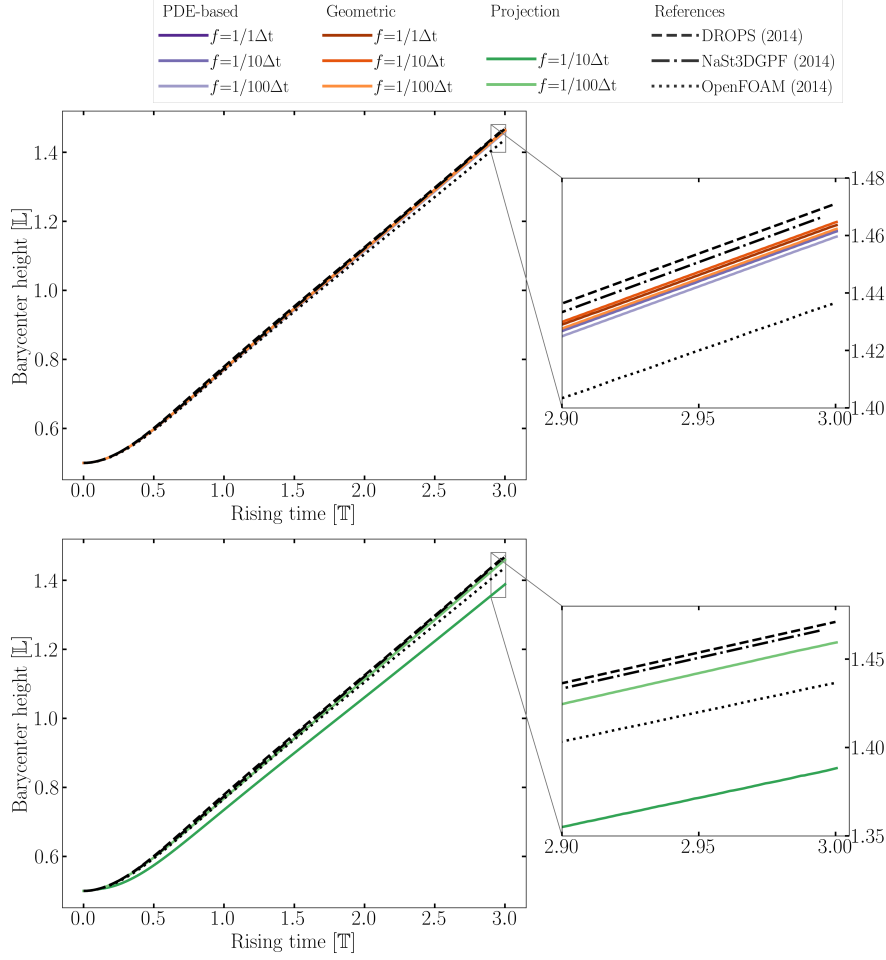 PDE-based Geometric Projection References
f=1/1Δt f=1/1Δt DROPS (2014)
f=1/10Δt f=1/10Δt f=1/10Δt NaSt3DGPF (2014)
f=1/100Δt f=1/100Δt f=1/100Δt OpenFOAM (2014)
1.4
1.2
1.0
0.8
0.6
Barycenter height [𝕃]
0.0 0.5 1.0 1.5 2.0 2.5 3.0
Rising time [𝕋]
1.48
1.46
1.44
1.42
1.40
2.90 2.95 3.00
1.4
1.2
1.0
0.8
0.6
Barycenter height [𝕃]
0.0 0.5 1.0 1.5 2.0 2.5 3.0
Rising time [𝕋]
1.45
1.40
1.35
2.90 2.95 3.00